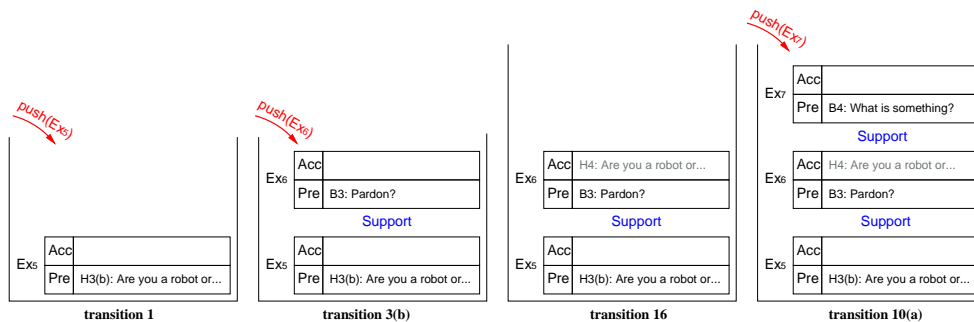 push(Ex5)
Acc
Ex5
Pre H3(b): Are you a robot or...
transition 1
push(Ex6)
Acc
Ex6
Pre B3: Pardon?
Support
Acc
Ex5
Pre H3(b): Are you a robot or...
transition 3(b)
Acc H4: Are you a robot or...
Ex6
Pre B3: Pardon?
Support
Acc
Ex5
Pre H3(b): Are you a robot or...
transition 16
push(Ex7)
Acc
Ex7
Pre B4: What is something?
Support
Acc H4: Are you a robot or...
Ex6
Pre B3: Pardon?
Support
Acc
Ex5
Pre H3(b): Are you a robot or...
transition 10(a)